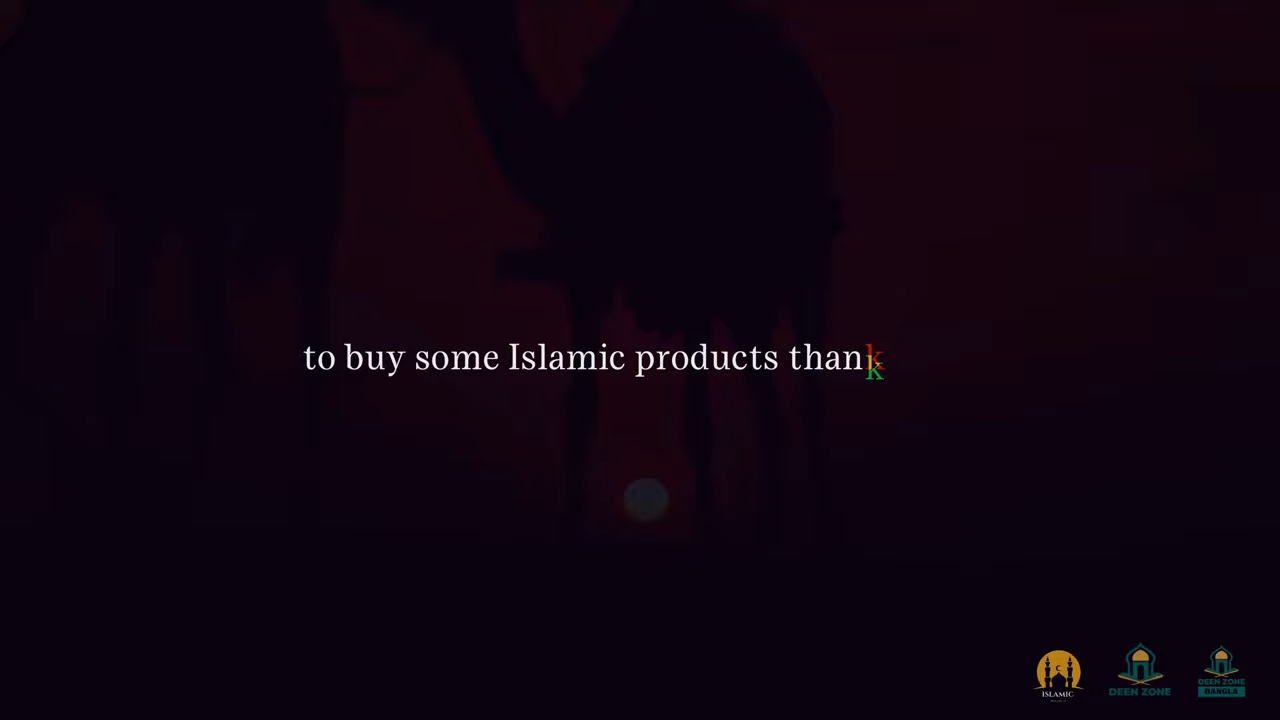 to buy some Islamic products thank
ISLAMIC
DEEN ZONE
DEEN ZONE
BANGLA